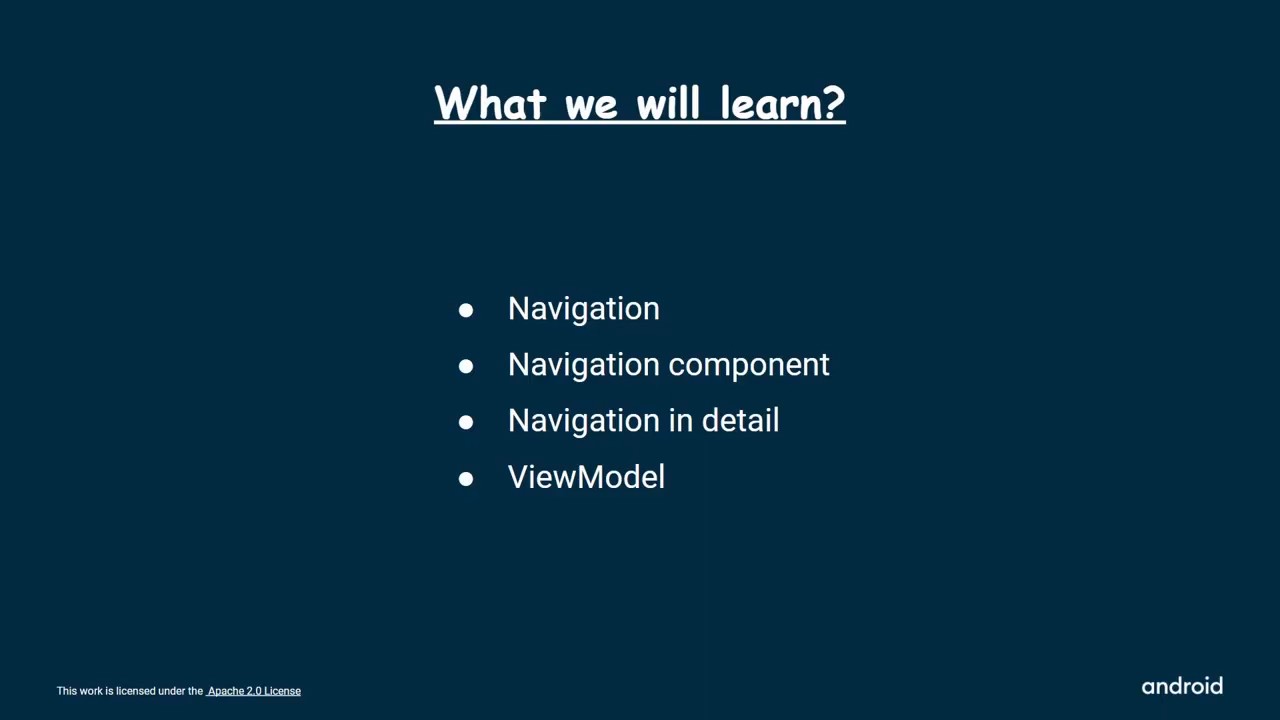 What we will learn?
● Navigation
● Navigation component
● Navigation in detail
● ViewModel
This work is licensed under the Apache 2.0 License
android